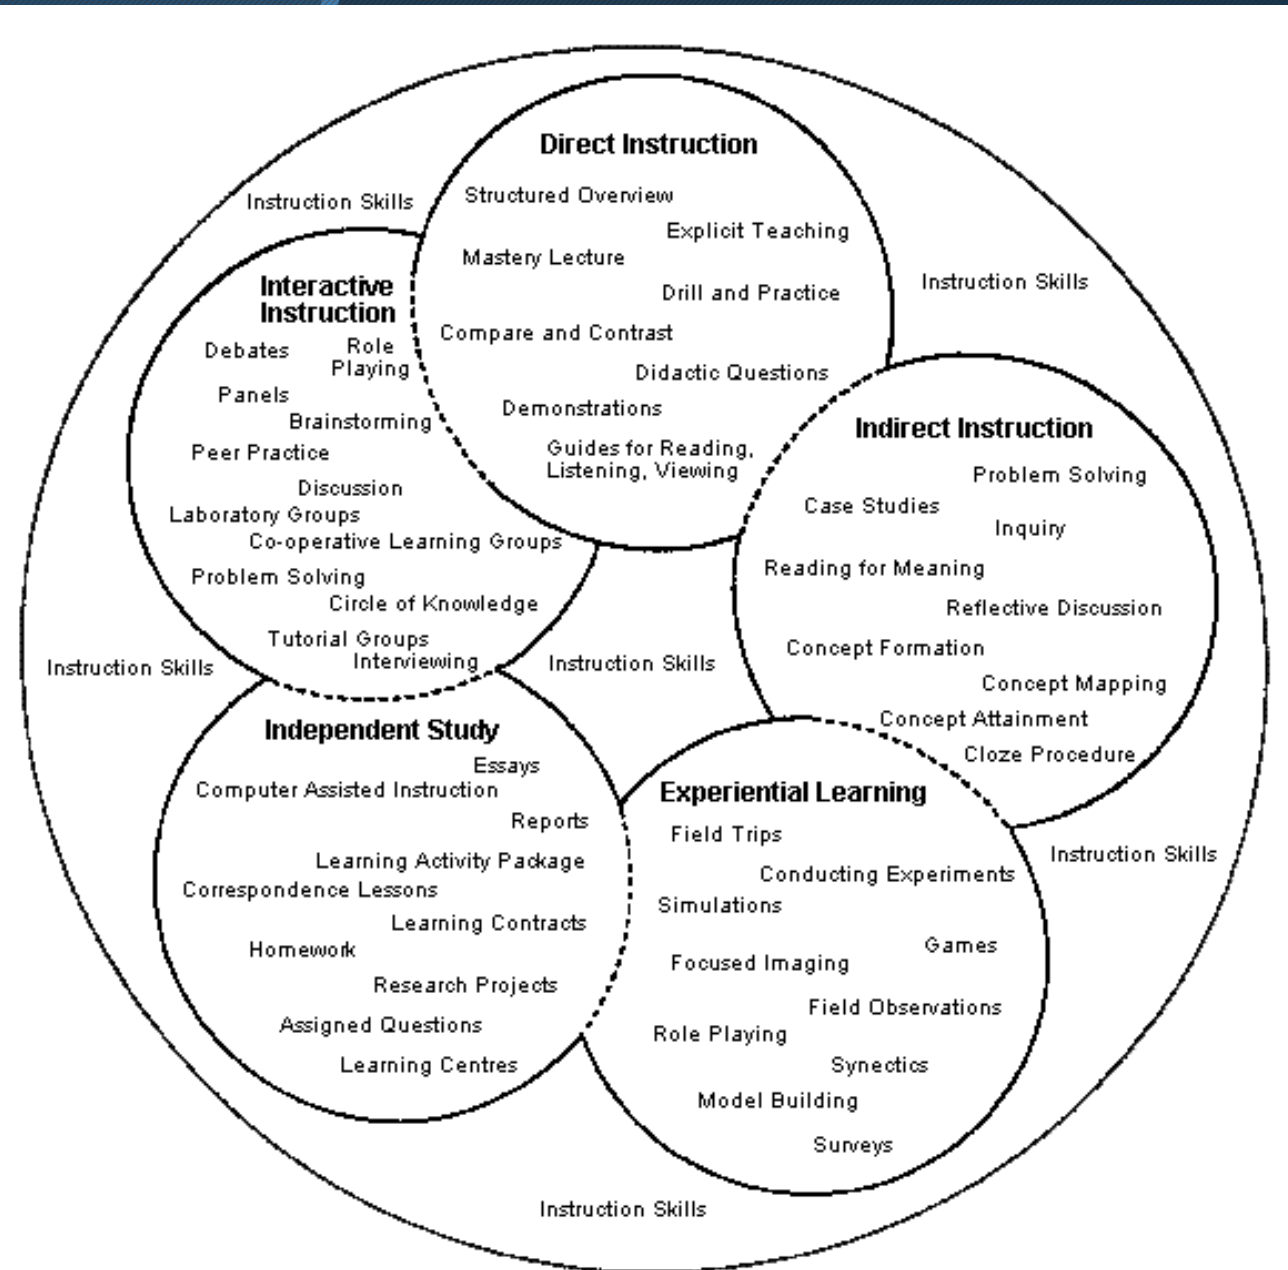 Direct Instruction
Structured Overview
Explicit Teaching
Mastery Lecture
Drill and Practice
Compare and Contrast
Didactic Questions
Demonstrations
Guides for Reading,
Listening, Viewing
Instruction Skills
Instruction Skills
Interactive
Instruction
Debates
Role
Playing
Panels
Brainstorming
Peer Practice
Discussion
Laboratory Groups
Co-operative Learning Groups
Problem Solving
Circle of Knowledge
Tutorial Groups
Interviewing
Indirect Instruction
Problem Solving
Case Studies
Inquiry
Reading for Meaning
Reflective Discussion
Concept Formation
Concept Mapping
Concept Attainment
Cloze Procedure
Instruction Skills
Instruction Skills
Independent Study
Essays
Computer Assisted Instruction
Reports
Learning Activity Package
Correspondence Lessons
Learning Contracts
Homework
Research Projects
Assigned Questions
Learning Centres
Experiential Learning
Field Trips
Conducting Experiments
Simulations
Games
Focused Imaging
Field Observations
Role Playing
Synectics
Model Building
Surveys
Instruction Skills
Instruction Skills